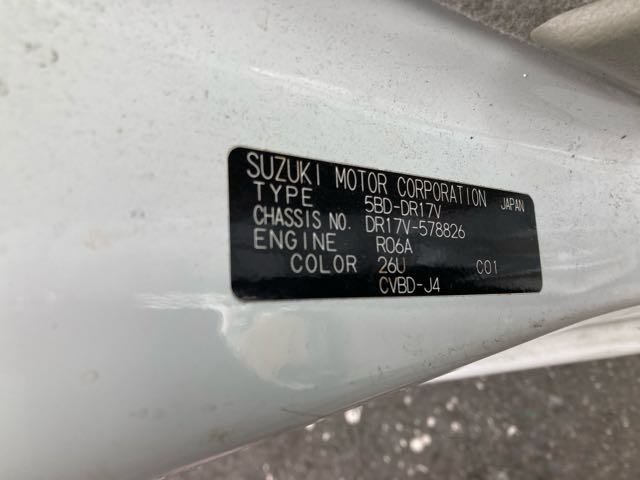 SUZUKI MOTOR CORPORATION JAPAN
TYPE 5BD-DR17V
CHASSIS NO. DR17V-578826
ENGINE R06A
COLOR 26U C01
CVBD-J4